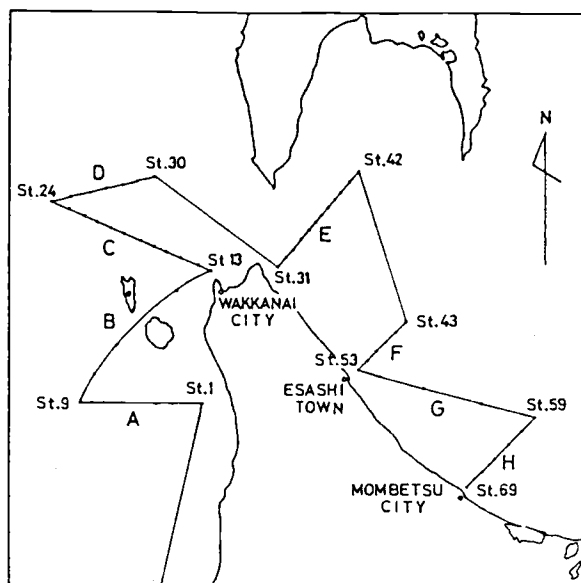 N
St.30
St.42
D
St.24
E
C
St 13
St.31
WAKKANAI
CITY
B
St.43
St.53
F
St.9
St.1
A
ESASHI
TOWN
G
St.59
H
MOMBETSU
CITY
St.69